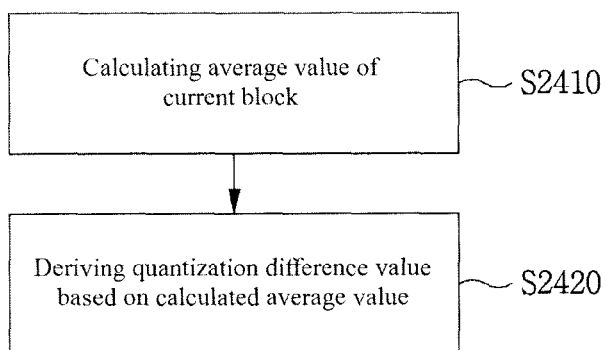 Calculating average value of
current block
S2410
Deriving quantization difference value
based on calculated average value
S2420